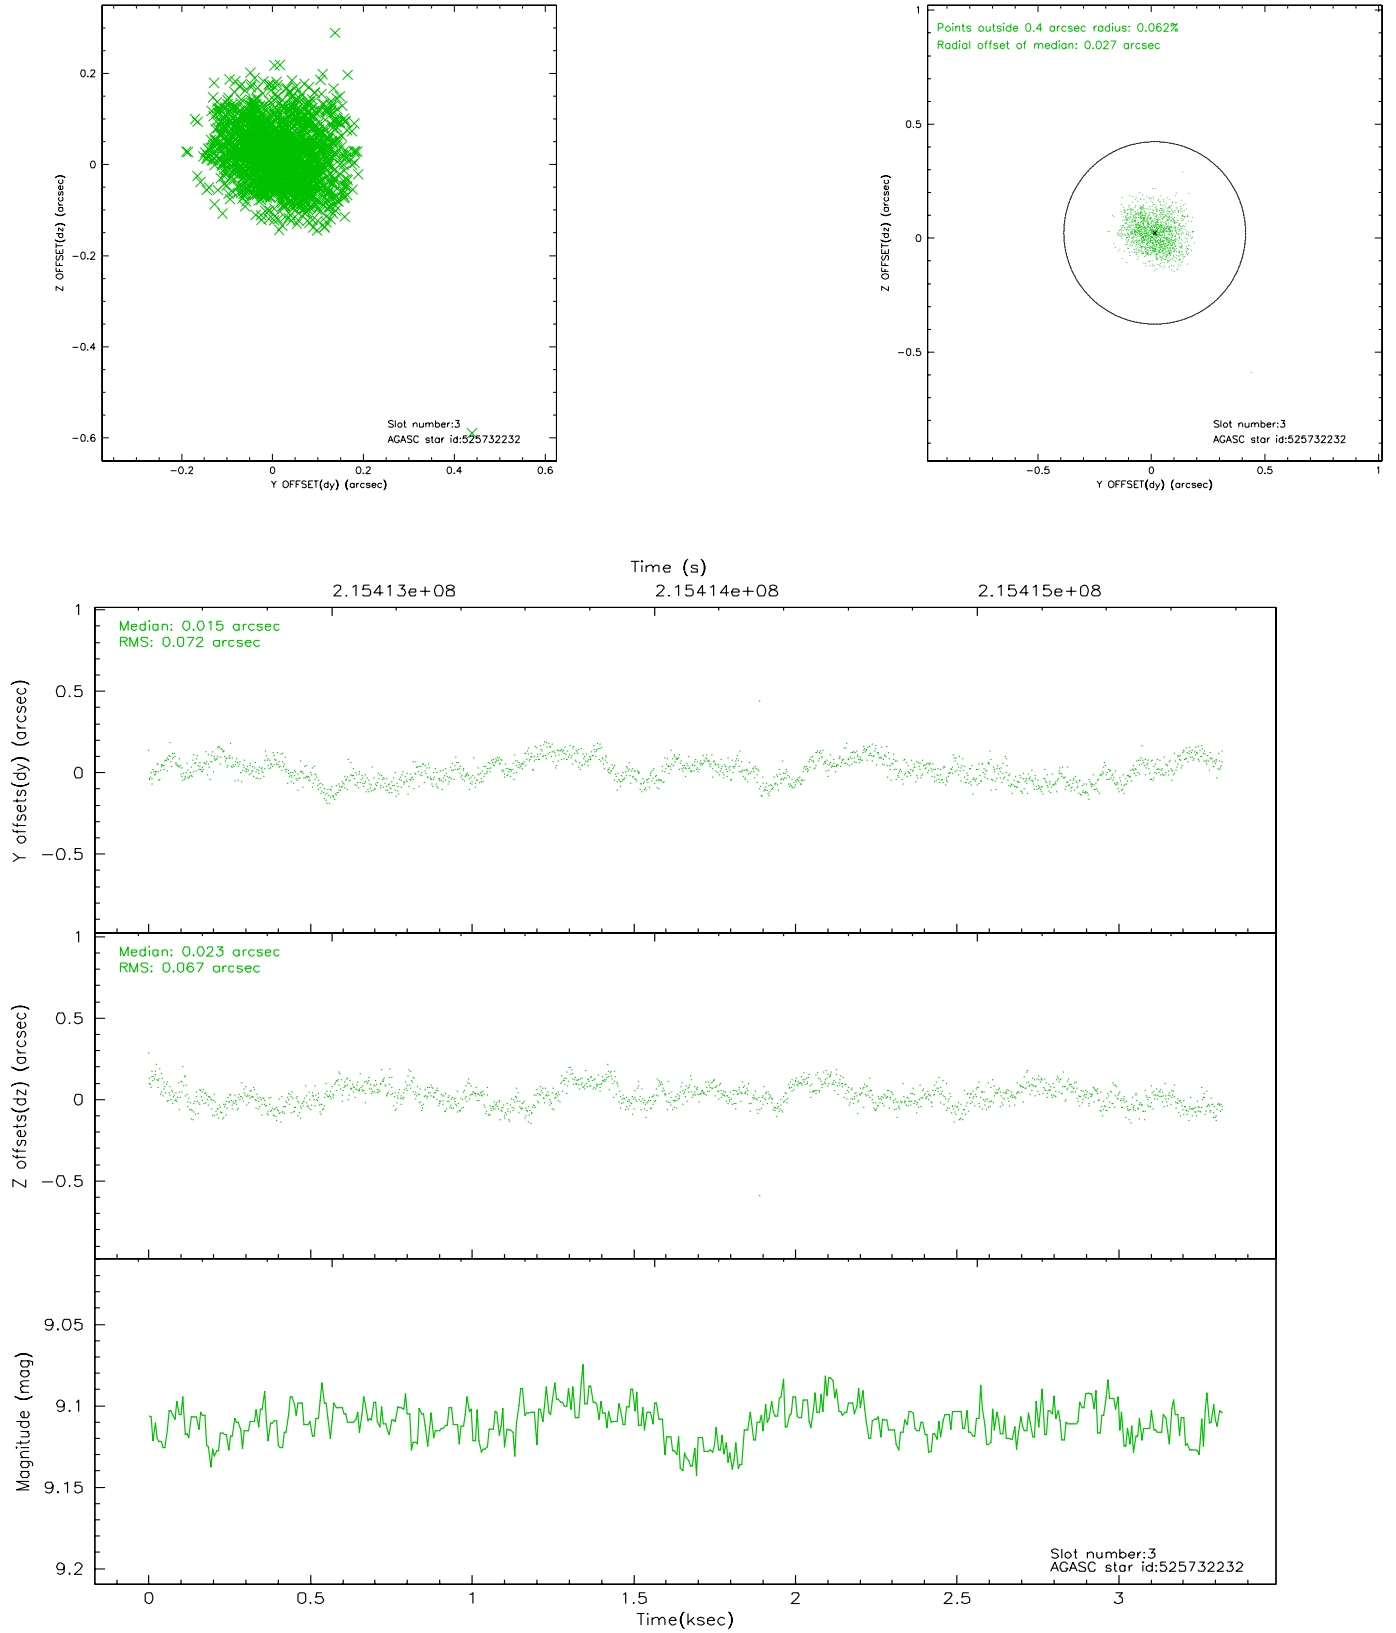 0.2
0
−0.2
−0.4
−0.6
Z OFFSET(dz) (arcsec)
Slot number:3
AGASC star id:525732232
−0.2
0
0.2
0.4
0.6
Y OFFSET(dy) (arcsec)
Points outside 0.4 arcsec radius: 0.062%
Radial offset of median: 0.027 arcsec
1
0.5
0
−0.5
Z OFFSET(dz) (arcsec)
Slot number:3
AGASC star id:525732232
−0.5
0
0.5
1
Y OFFSET(dy) (arcsec)
Time (s)
2.15413e+08
2.15414e+08
2.15415e+08
Median: 0.015 arcsec
RMS: 0.072 arcsec
1
0.5
0
−0.5
Y offsets(dy) (arcsec)
Median: 0.023 arcsec
RMS: 0.067 arcsec
1
0.5
0
−0.5
Z offsets(dz) (arcsec)
9.05
9.1
9.15
9.2
Magnitude (mag)
Slot number:3
AGASC star id:525732232
0
0.5
1
1.5
2
2.5
3
Time(ksec)